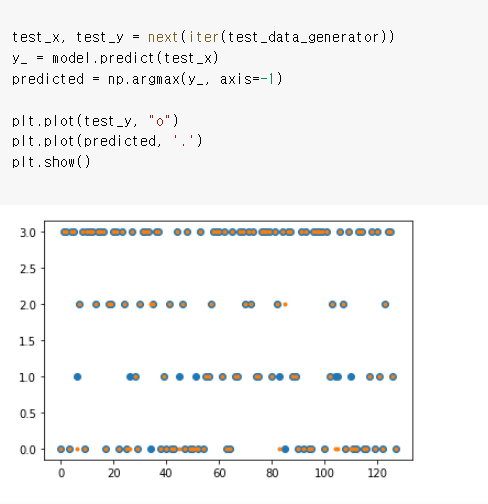 test_x, test_y = next(iter(test_data_generator))
y_ = model.predict(test_x)
predicted = np.argmax(y_, axis=-1)
plt.plot(test_y, "o")
plt.plot(predicted, '.')
plt.show()
3.0
2.5
2.0
1.5
1.0
0.5
0.0
0 20 40 60 80 100 120